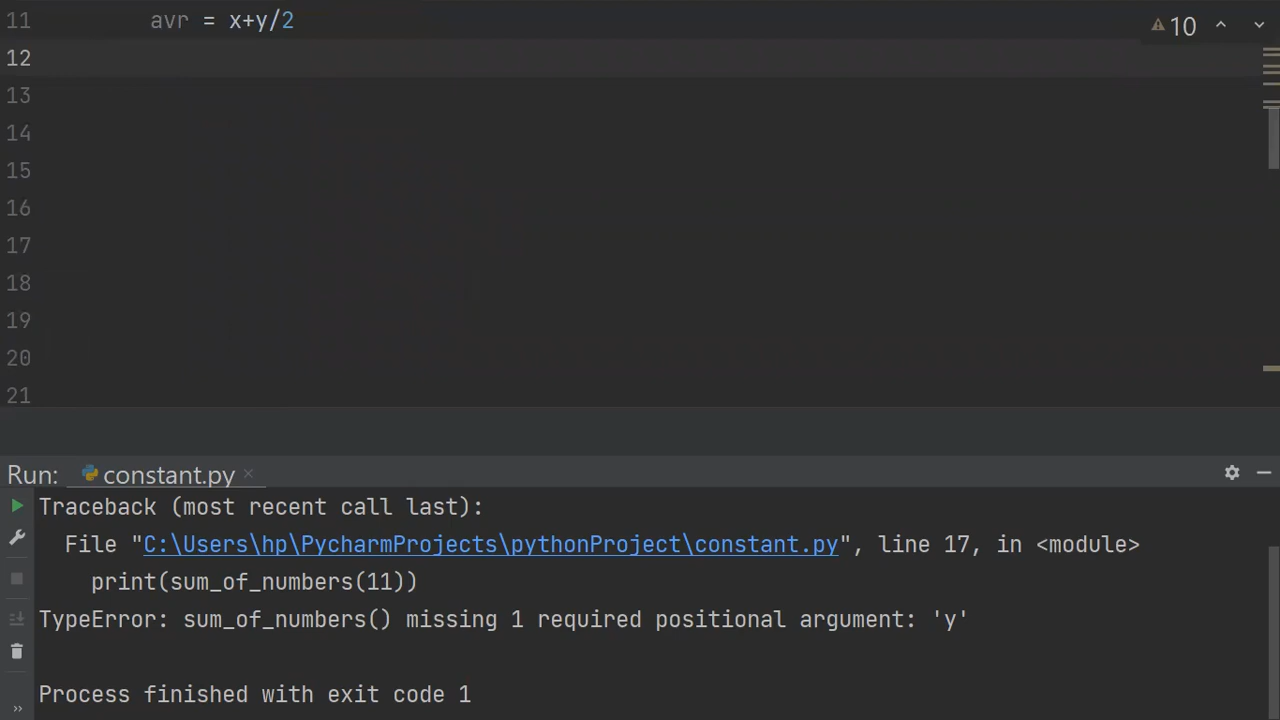 11 avr = x+y/2
10
12
13
14
15
16
17
18
19
20
21
Run: constant.py
Traceback (most recent call last):
File "C:\Users\hp\PycharmProjects\pythonProject\constant.py", line 17, in <module>
print(sum_of_numbers(11))
TypeError: sum_of_numbers() missing 1 required positional argument: 'y'
Process finished with exit code 1